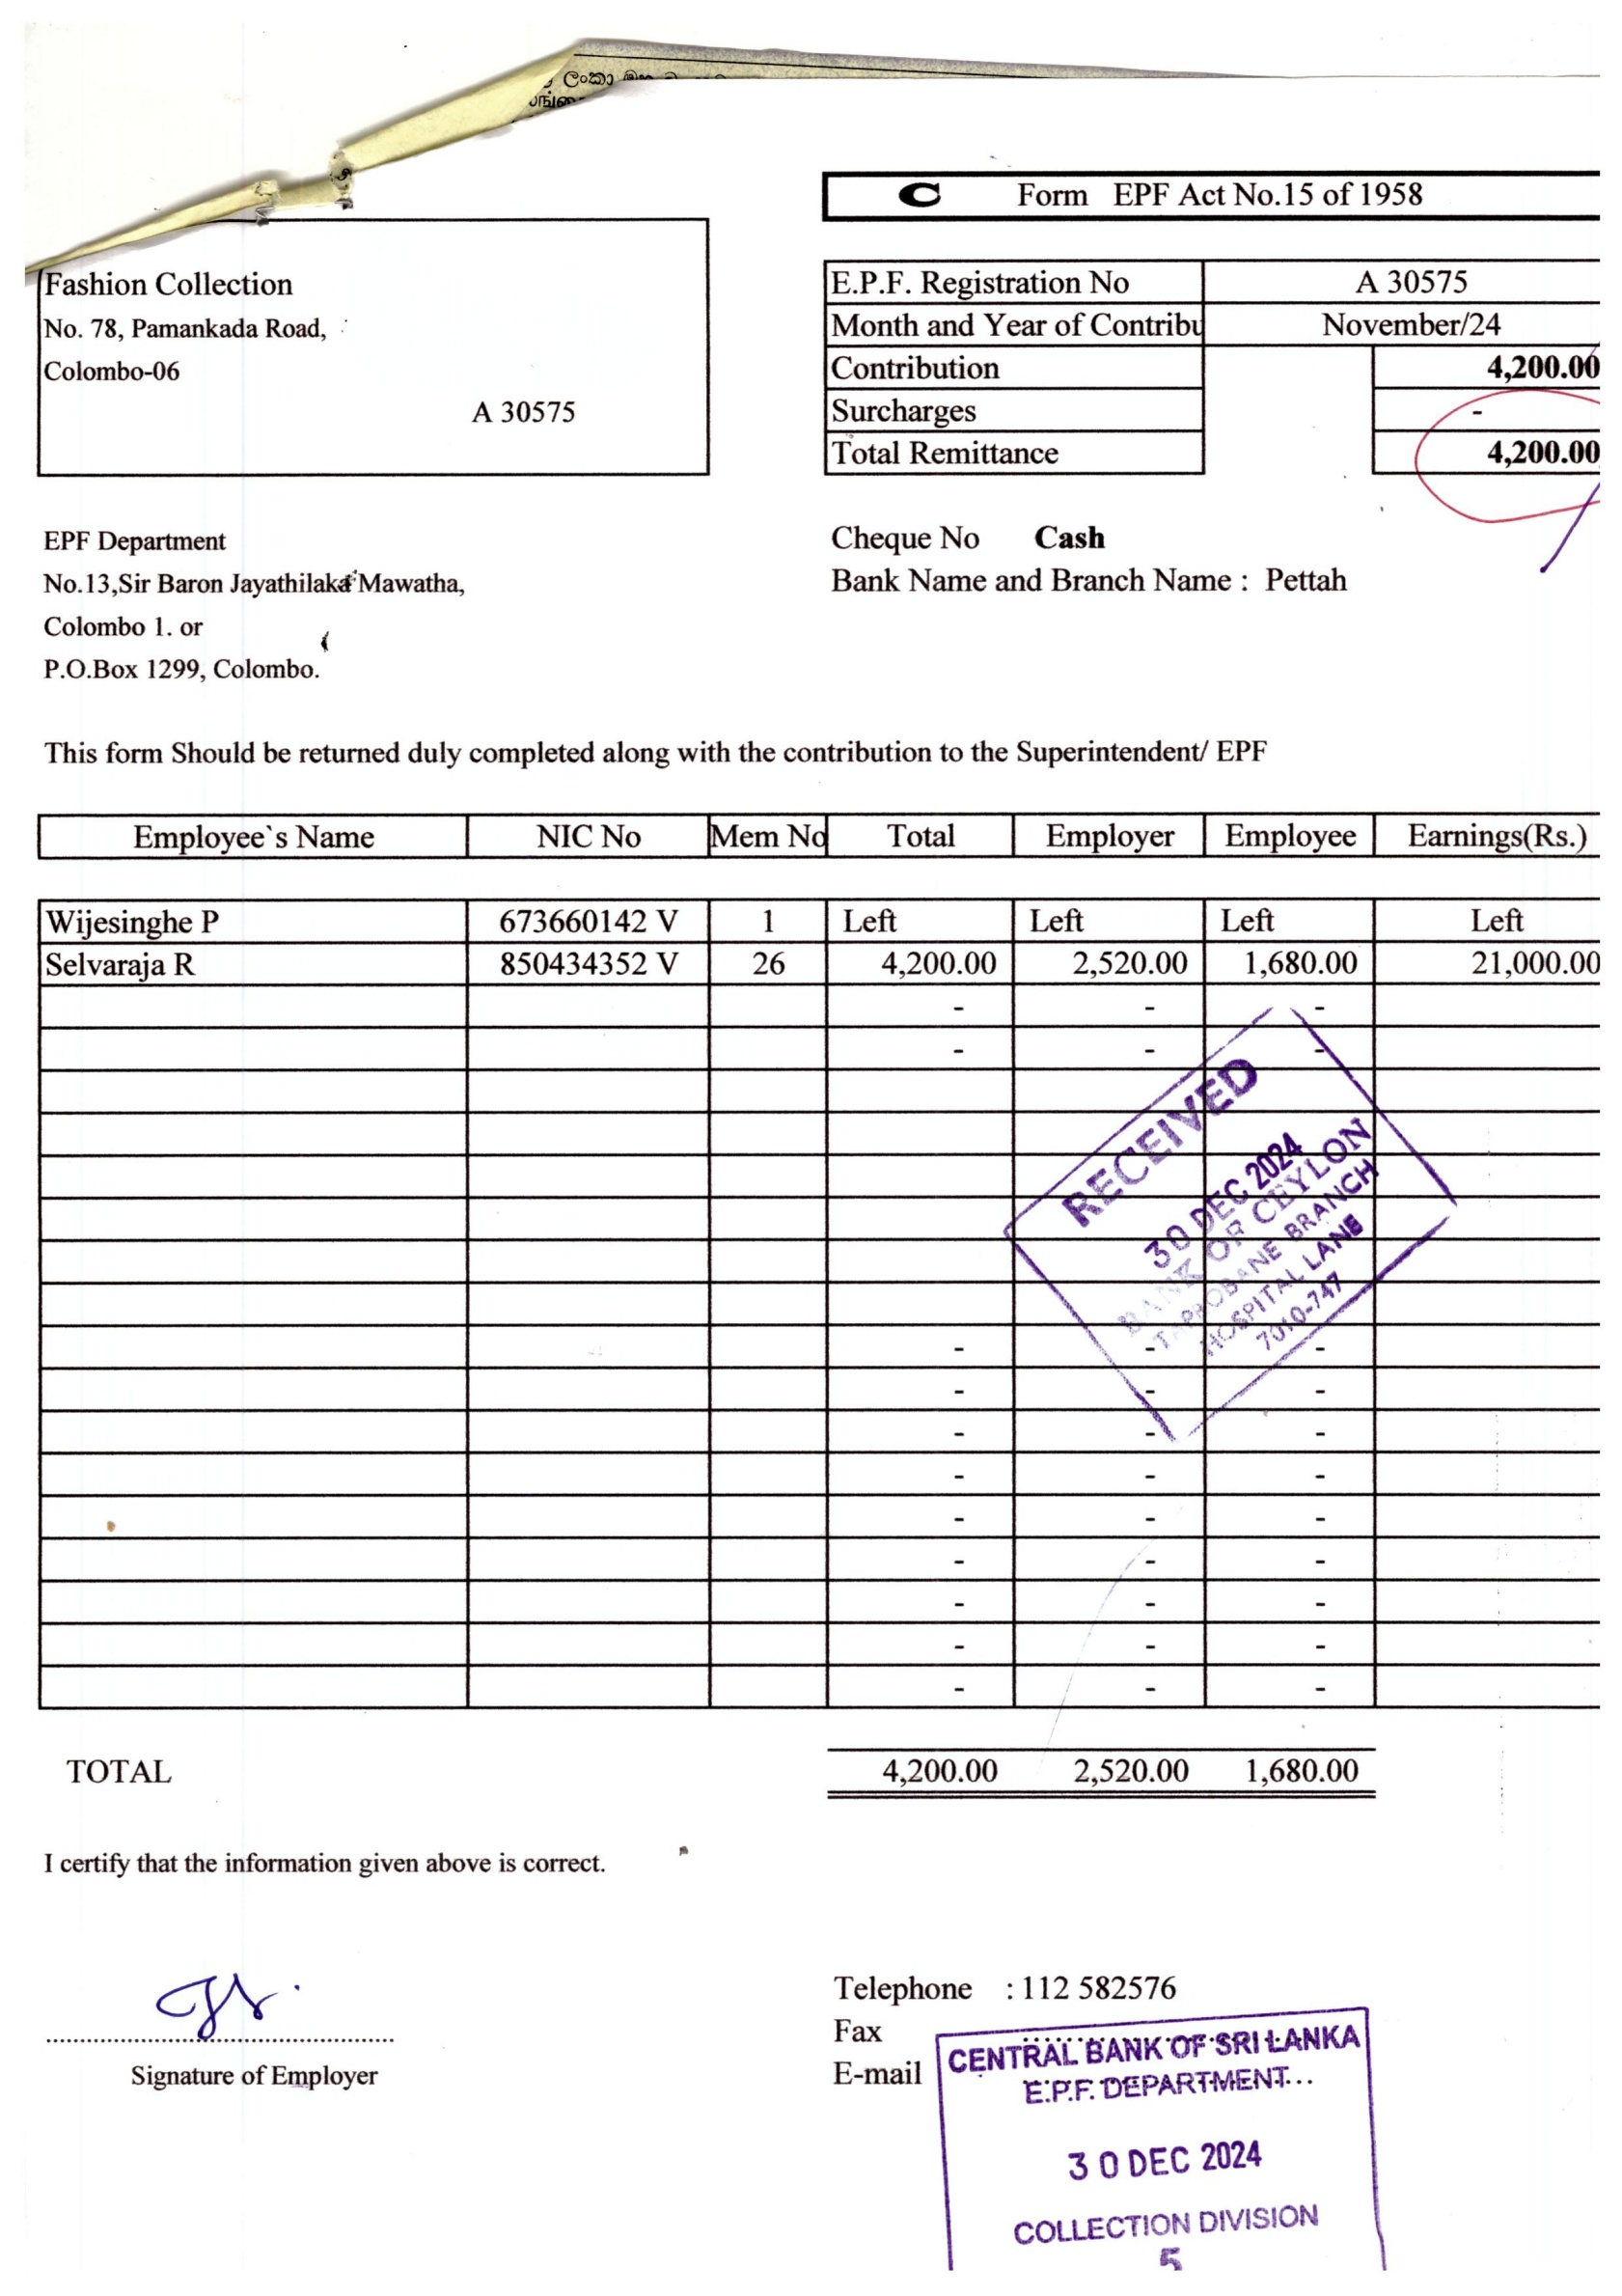 ලංකා
C Form EPF Act No.15 of 1958
Fashion Collection
No. 78, Pamankada Road,
Colombo-06
A 30575
E.P.F. Registration No A 30575
Month and Year of Contribu November/24
Contribution 4,200.00
Surcharges -
Total Remittance 4,200.00
EPF Department
No.13,Sir Baron Jayathilaka Mawatha,
Colombo 1. or
P.O.Box 1299, Colombo.
Cheque No Cash
Bank Name and Branch Name : Pettah
This form Should be returned duly completed along with the contribution to the Superintendent/ EPF
Employee`s Name NIC No Mem No Total Employer Employee Earnings(Rs.)
Wijesinghe P 673660142 V 1 Left Left Left Left
Selvaraja R 850434352 V 26 4,200.00 2,520.00 1,680.00 21,000.00
- - -
- - -
RECEIVED
30 DEC 2024
BANK OF CEYLON
TAPROBANE BRANCH
HOSPITAL LANE
7010-747
- - -
- - -
- - -
- - -
- - -
- - -
- - -
- - -
- - -
TOTAL 4,200.00 2,520.00 1,680.00
I certify that the information given above is correct.
Signature of Employer
Telephone : 112 582576
Fax
E-mail
CENTRAL BANK OF SRI LANKA
E.P.F. DEPARTMENT
30 DEC 2024
COLLECTION DIVISION
5